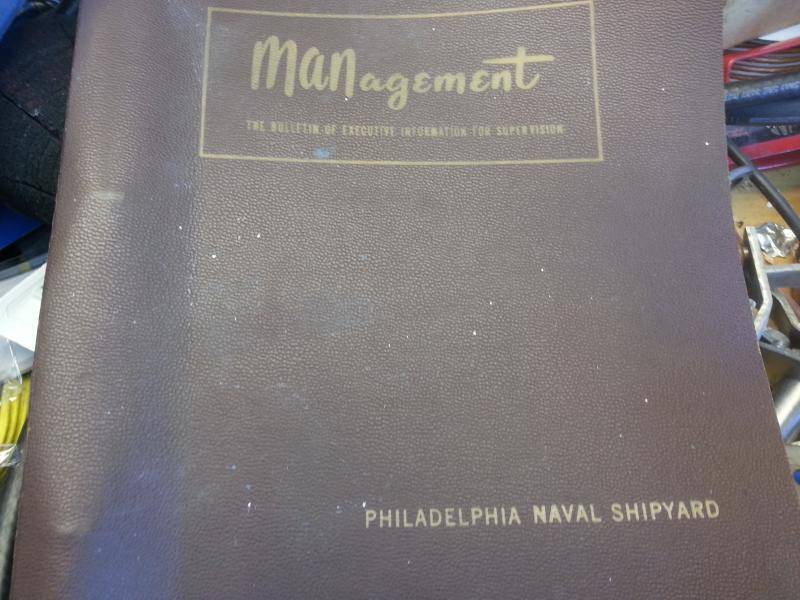 MANagement
THE BULLETIN OF EXECUTIVE INFORMATION FOR SUPERVISION
PHILADELPHIA NAVAL SHIPYARD